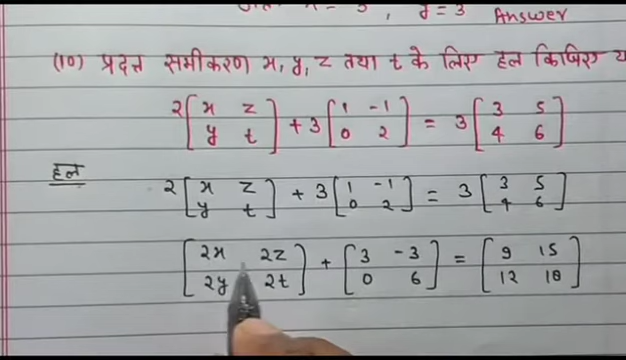 y = 3 Answer
(10) प्रदत्त समीकरण x, y, z तथा t के लिए हल किजिए य
2[x z] + 3[1 -1] = 3[3 5]
[y t] [0 2] [4 6]
हल
2[x z] + 3[1 -1] = 3[3 5]
[y t] [0 2] [4 6]
[2x 2z] + [3 -3] = [9 15]
[2y 2t] [0 6] [12 18]